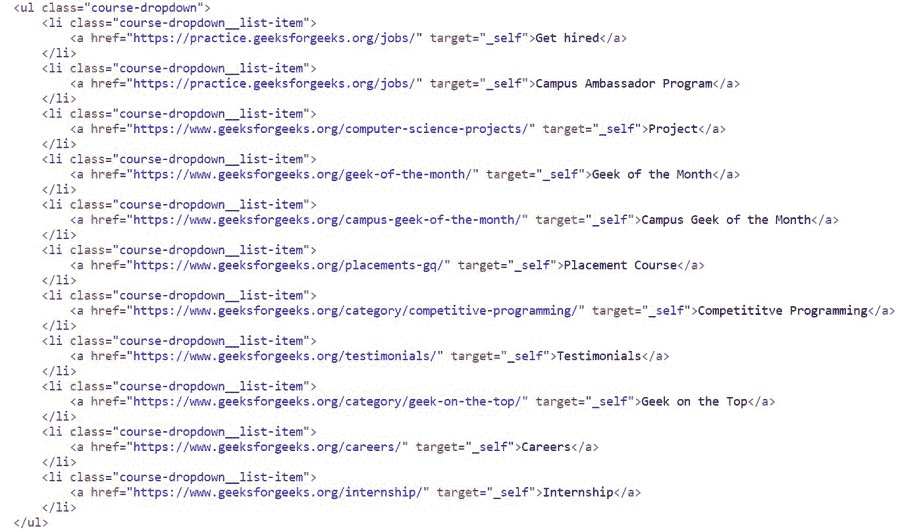 <ul class="course-dropdown">
<li class="course-dropdown__list-item">
<a href="https://practice.geeksforgeeks.org/jobs/" target="_self">Get hired</a>
</li>
<li class="course-dropdown__list-item">
<a href="https://practice.geeksforgeeks.org/jobs/" target="_self">Campus Ambassador Program</a>
</li>
<li class="course-dropdown__list-item">
<a href="https://www.geeksforgeeks.org/computer-science-projects/" target="_self">Project</a>
</li>
<li class="course-dropdown__list-item">
<a href="https://www.geeksforgeeks.org/geek-of-the-month/" target="_self">Geek of the Month</a>
</li>
<li class="course-dropdown__list-item">
<a href="https://www.geeksforgeeks.org/campus-geek-of-the-month/" target="_self">Campus Geek of the Month</a>
</li>
<li class="course-dropdown__list-item">
<a href="https://www.geeksforgeeks.org/placements-gq/" target="_self">Placement Course</a>
</li>
<li class="course-dropdown__list-item">
<a href="https://www.geeksforgeeks.org/category/competitive-programming/" target="_self">Competititve Programming</a>
</li>
<li class="course-dropdown__list-item">
<a href="https://www.geeksforgeeks.org/testimonials/" target="_self">Testimonials</a>
</li>
<li class="course-dropdown__list-item">
<a href="https://www.geeksforgeeks.org/category/geek-on-the-top/" target="_self">Geek on the Top</a>
</li>
<li class="course-dropdown__list-item">
<a href="https://www.geeksforgeeks.org/careers/" target="_self">Careers</a>
</li>
<li class="course-dropdown__list-item">
<a href="https://www.geeksforgeeks.org/internship/" target="_self">Internship</a>
</li>
</ul>